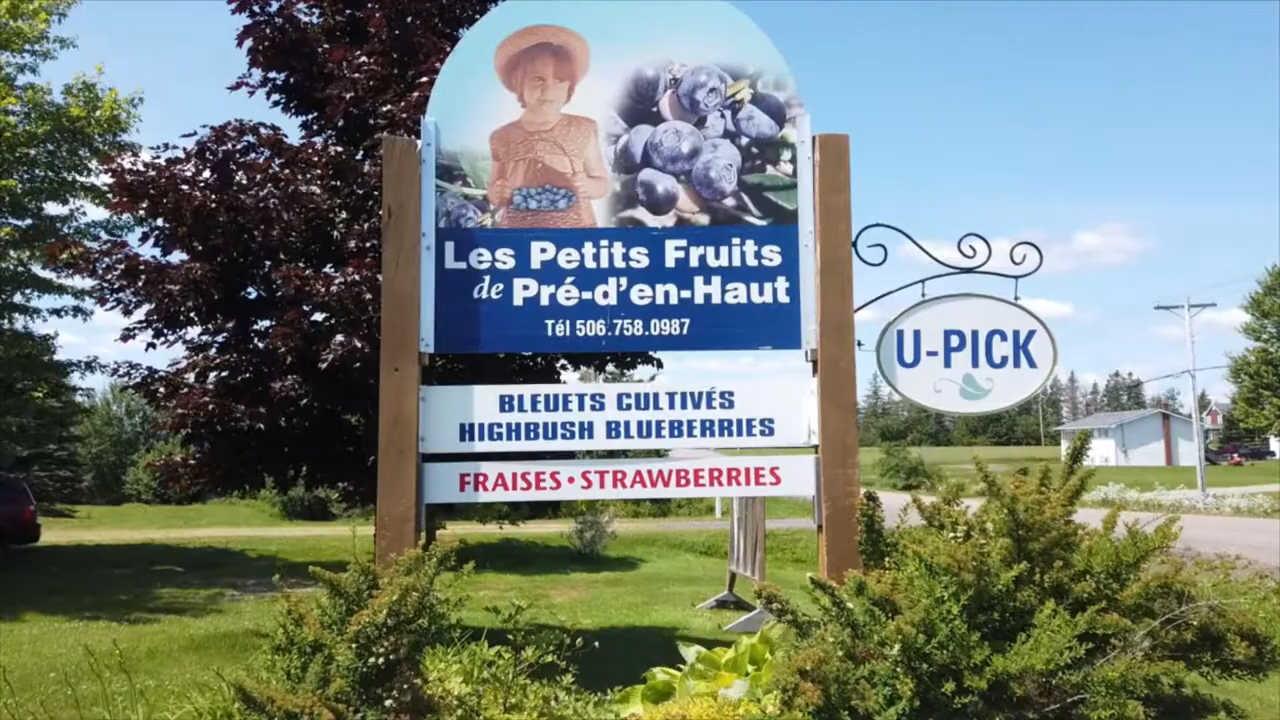 Les Petits Fruits
de Pré-d'en-Haut
Tél 506.758.0987
U-PICK
BLEUETS CULTIVÉS
HIGHBUSH BLUEBERRIES
FRAISES • STRAWBERRIES